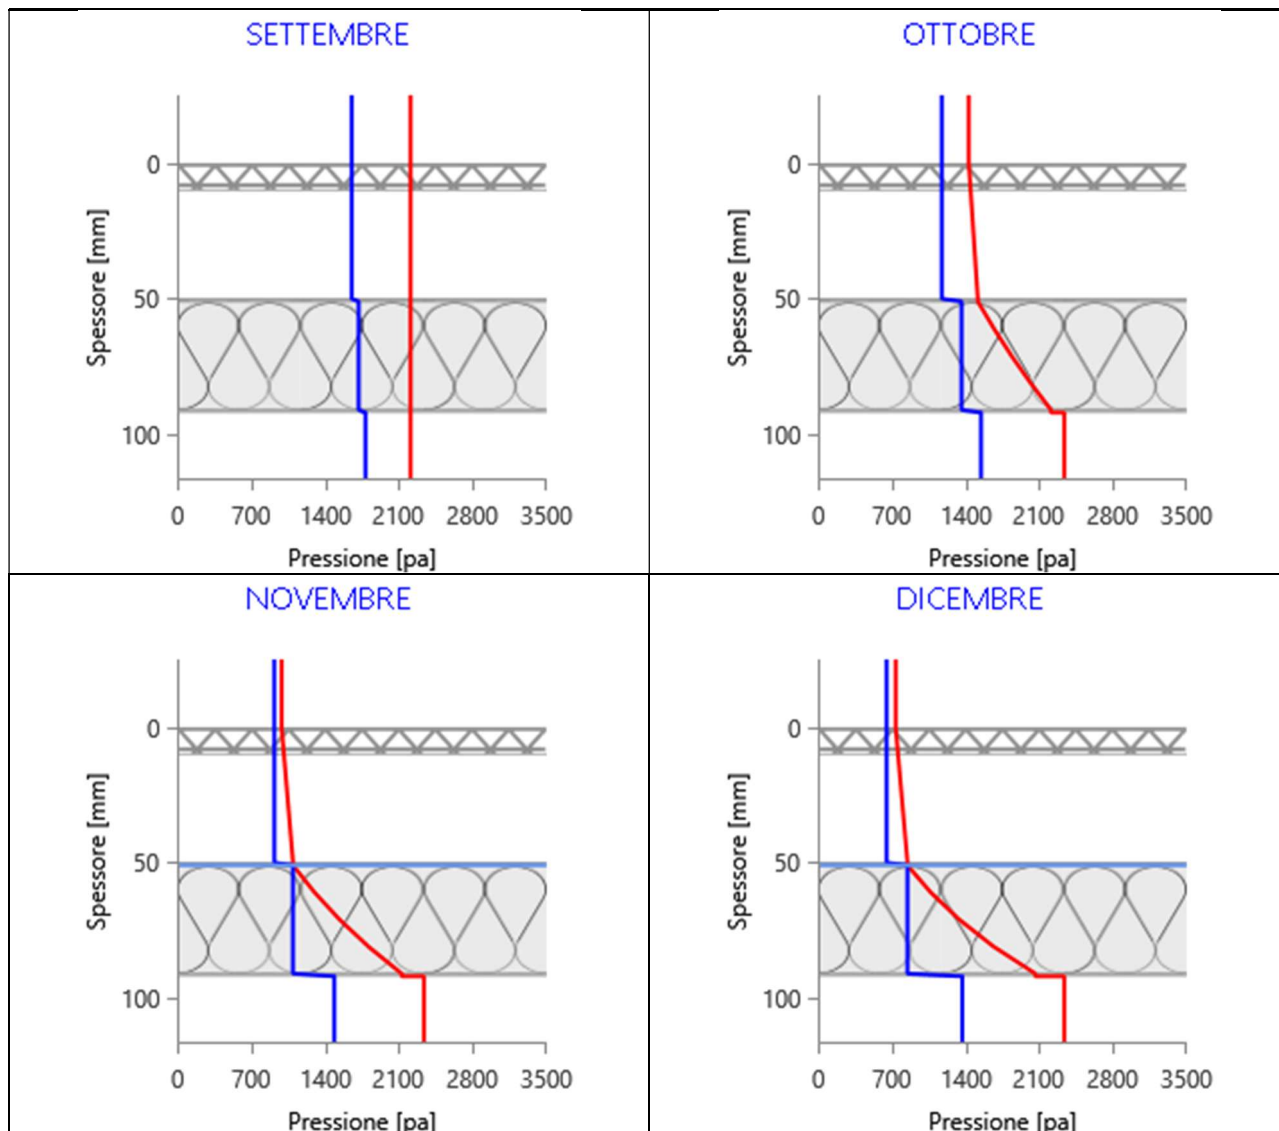 SETTEMBRE
0
50
100
Spessore [mm]
0 700 1400 2100 2800 3500
Pressione [pa]
OTTOBRE
0
50
100
Spessore [mm]
0 700 1400 2100 2800 3500
Pressione [pa]
NOVEMBRE
0
50
100
Spessore [mm]
0 700 1400 2100 2800 3500
Pressione [pa]
DICEMBRE
0
50
100
Spessore [mm]
0 700 1400 2100 2800 3500
Pressione [pa]